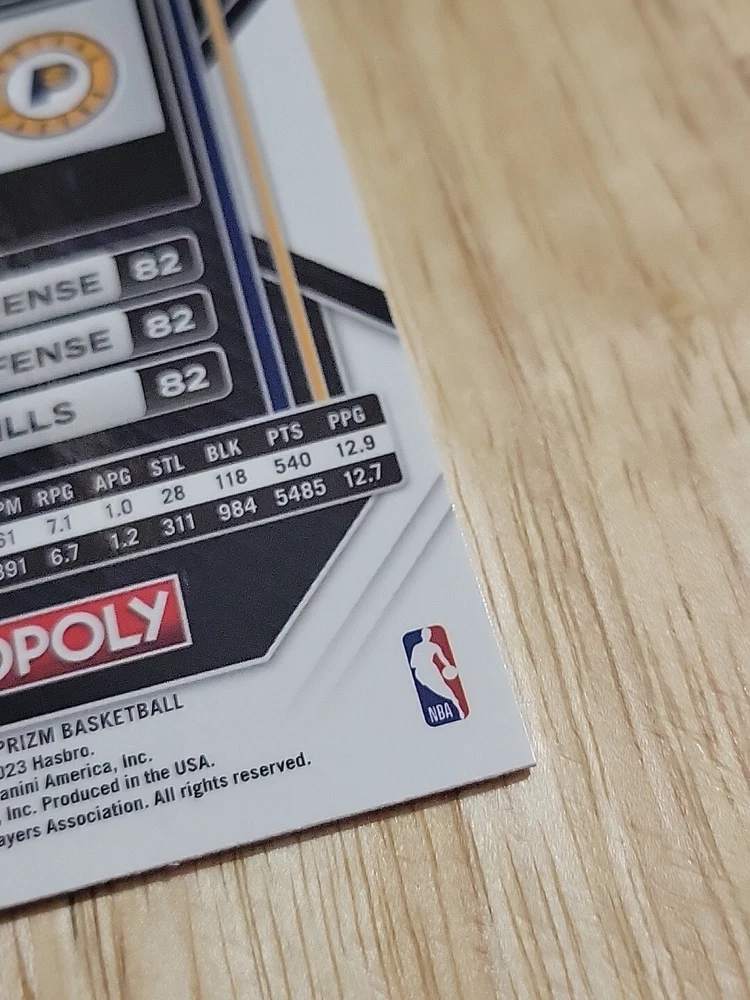 P
ENSE 82
FENSE 82
ILLS 82
PM RPG APG STL BLK PTS PPG
61 7.1 1.0 28 118 540 12.9
391 6.7 1.2 311 984 5485 12.7
OPOLY
PRIZM BASKETBALL
023 Hasbro.
anini America, Inc.
, Inc. Produced in the USA.
ayers Association. All rights reserved.
NBA